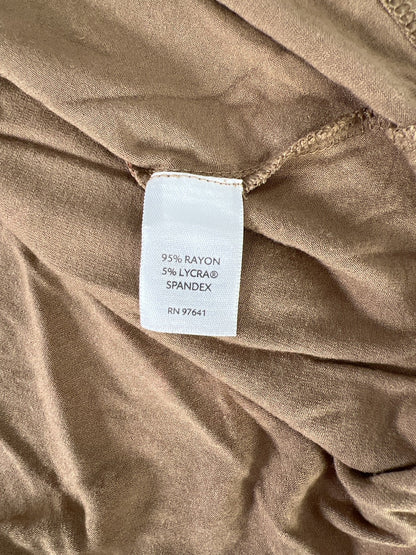 95% RAYON
5% LYCRA®
SPANDEX
RN 97641